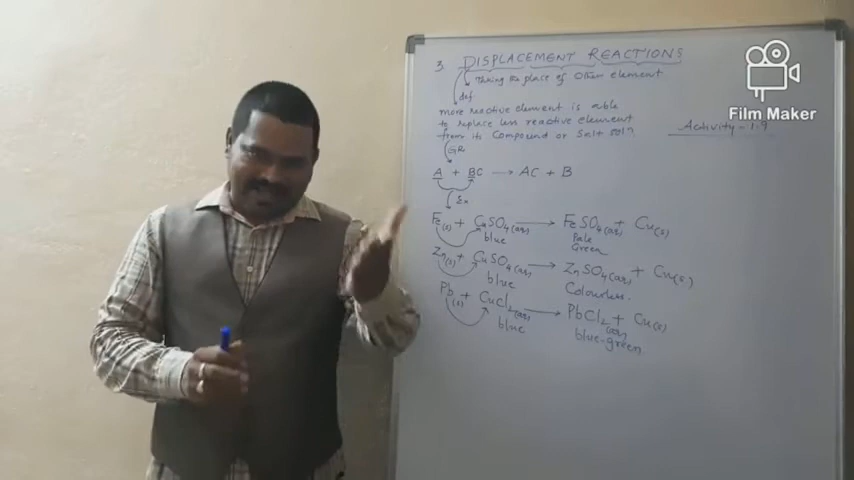 3. DISPLACEMENT REACTIONS
Taking the place of other element
def
more reactive element is able
to replace less reactive element
from its Compound or Salt sol?
GR
A + BC → AC + B
Ex
Fe(s) + CuSO4(aq) → FeSO4(aq) + Cu(s)
blue
Pale
Green
Zn(s) + CuSO4(aq) → ZnSO4(aq) + Cu(s)
blue
Colourless.
Pb(s) + CuCl2(aq) → PbCl2(aq) + Cu(s)
blue
blue-green
Activity - 1.9
Film Maker